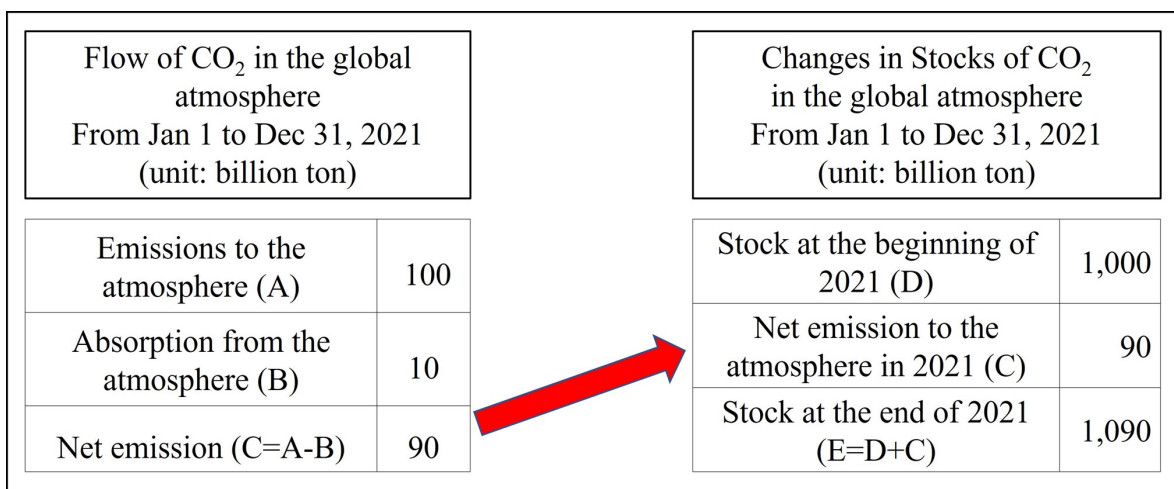 Flow of CO₂ in the global
atmosphere
From Jan 1 to Dec 31, 2021
(unit: billion ton)
Emissions to the
atmosphere (A)
100
Absorption from the
atmosphere (B)
10
Net emission (C=A-B)
90
Changes in Stocks of CO₂
in the global atmosphere
From Jan 1 to Dec 31, 2021
(unit: billion ton)
Stock at the beginning of
2021 (D)
1,000
Net emission to the
atmosphere in 2021 (C)
90
Stock at the end of 2021
(E=D+C)
1,090